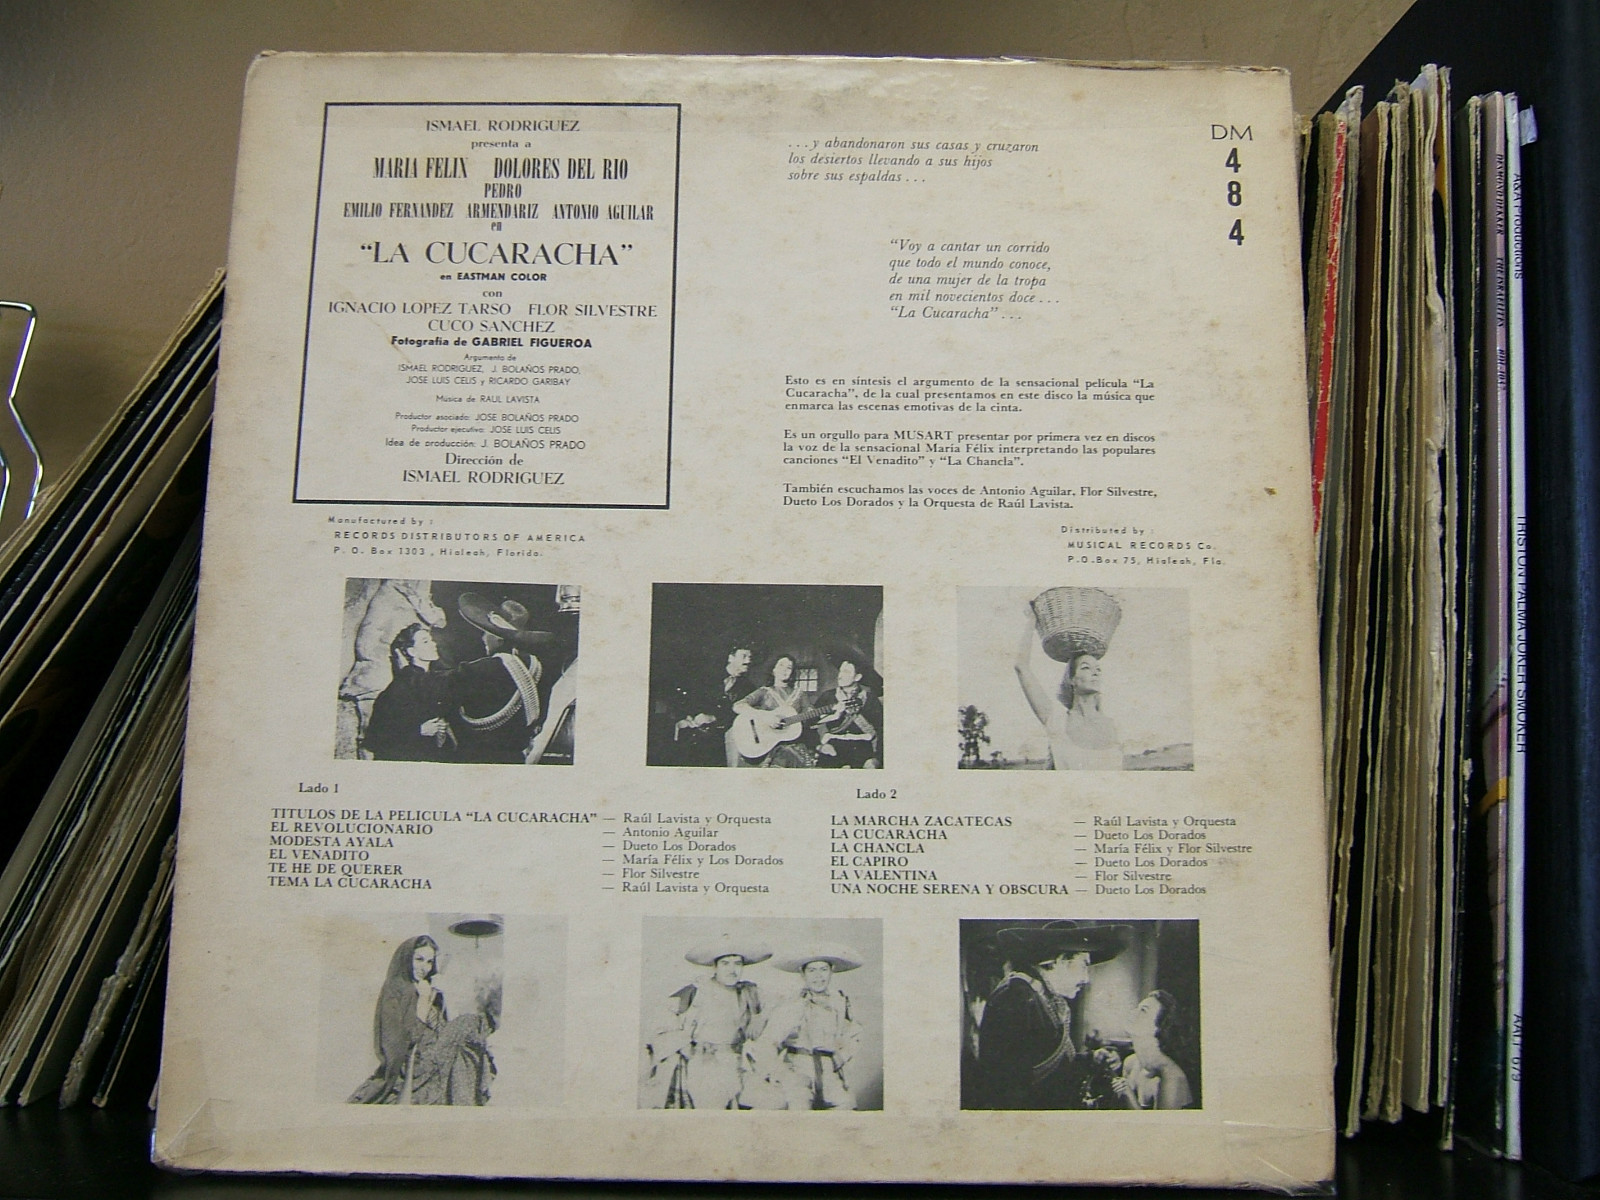 ISMAEL RODRIGUEZ
presenta a
MARIA FELIX DOLORES DEL RIO
PEDRO
EMILIO FERNANDEZ ARMENDARIZ ANTONIO AGUILAR
en
"LA CUCARACHA"
en EASTMAN COLOR
con
IGNACIO LOPEZ TARSO FLOR SILVESTRE
CUCO SANCHEZ
Fotografía de GABRIEL FIGUEROA
Argumento de
ISMAEL RODRIGUEZ, J. BOLAÑOS PRADO,
JOSE LUIS CELIS y RICARDO GARIBAY
Música de RAUL LAVISTA
Productor asociado: JOSE BOLAÑOS PRADO
Productor ejecutivo: JOSE LUIS CELIS
Idea de producción: J. BOLAÑOS PRADO
Dirección de
ISMAEL RODRIGUEZ
Manufactured by :
RECORDS DISTRIBUTORS OF AMERICA
P. O. Box 1303 , Hialeah, Florida.
. . . y abandonaron sus casas y cruzaron
los desiertos llevando a sus hijos
sobre sus espaldas . . .
"Voy a cantar un corrido
que todo el mundo conoce,
de una mujer de la tropa
en mil novecientos doce . . .
"La Cucaracha" . . .
DM
4
8
4
Esto es en síntesis el argumento de la sensacional película "La
Cucaracha", de la cual presentamos en este disco la música que
enmarca las escenas emotivas de la cinta.
Es un orgullo para MUSART presentar por primera vez en discos
la voz de la sensacional María Félix interpretando las populares
canciones "El Venadito" y "La Chancla".
También escuchamos las voces de Antonio Aguilar, Flor Silvestre,
Dueto Los Dorados y la Orquesta de Raúl Lavista.
Distributed by :
MUSICAL RECORDS Co.
P.O.Box 75, Hialeah, Fla.
Lado 1
TITULOS DE LA PELICULA "LA CUCARACHA" — Raúl Lavista y Orquesta
EL REVOLUCIONARIO — Antonio Aguilar
MODESTA AYALA — Dueto Los Dorados
EL VENADITO — María Félix y Los Dorados
TE HE DE QUERER — Flor Silvestre
TEMA LA CUCARACHA — Raúl Lavista y Orquesta
Lado 2
LA MARCHA ZACATECAS — Raúl Lavista y Orquesta
LA CUCARACHA — Dueto Los Dorados
LA CHANCLA — María Félix y Flor Silvestre
EL CAPIRO — Dueto Los Dorados
LA VALENTINA — Flor Silvestre
UNA NOCHE SERENA Y OBSCURA — Dueto Los Dorados
DESMOND DEKKER
A&A Productions
TRISTON PALMA JOKER SMOKER